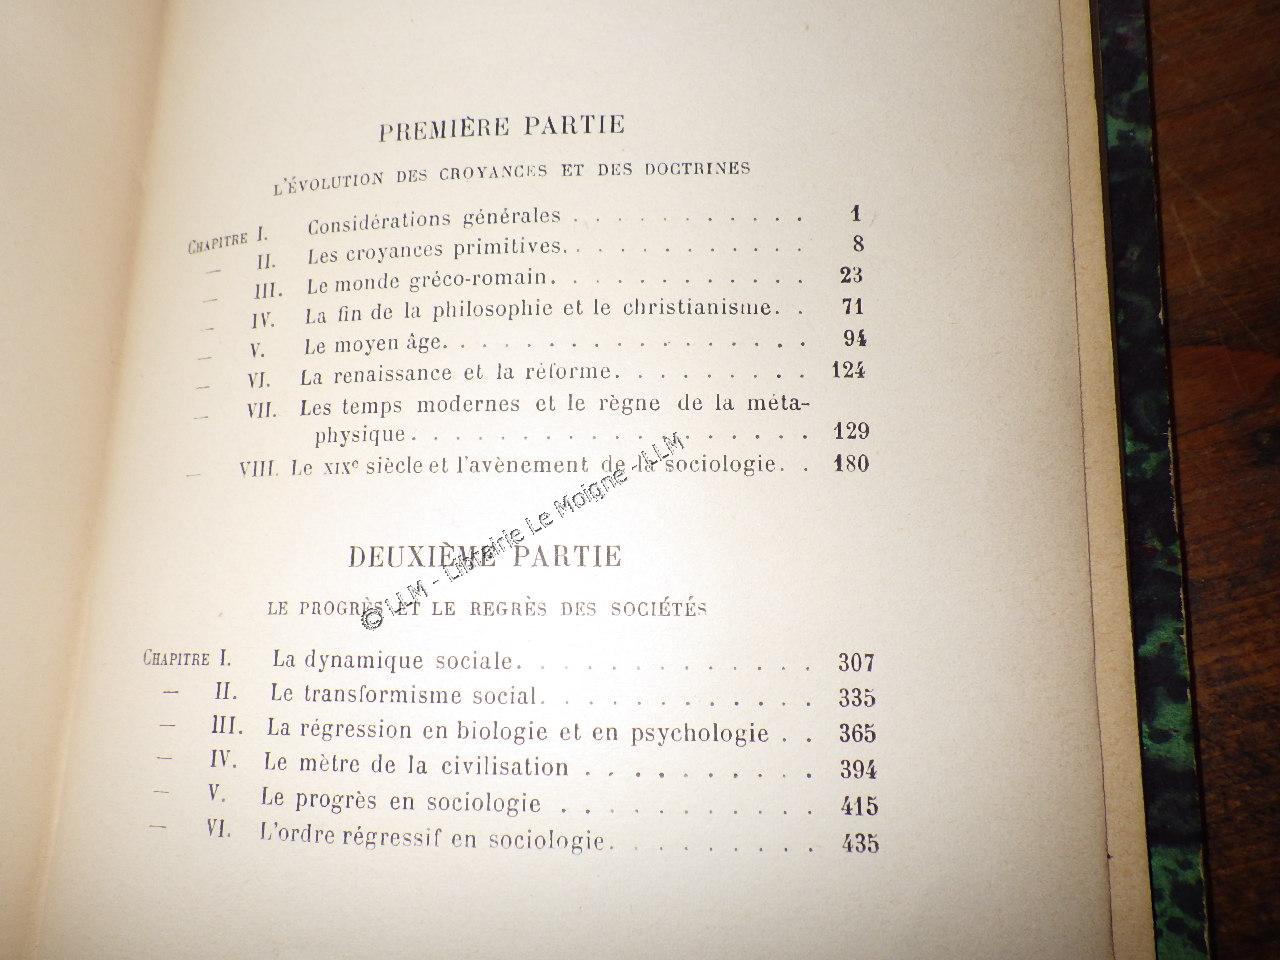 PREMIÈRE PARTIE
L'ÉVOLUTION DES CROYANCES ET DES DOCTRINES
CHAPITRE I. Considérations générales . . . . . . . . . . . 1
— II. Les croyances primitives. . . . . . . . . . . 8
— III. Le monde gréco-romain. . . . . . . . . . . . 23
— IV. La fin de la philosophie et le christianisme. . 71
— V. Le moyen âge. . . . . . . . . . . . . . . . . 94
— VI. La renaissance et la réforme. . . . . . . . . 124
— VII. Les temps modernes et le règne de la méta-
physique. . . . . . . . . . . . . . . . . . 129
— VIII. Le XIXe siècle et l'avènement de la sociologie. . 180
DEUXIÈME PARTIE
LE PROGRÈS ET LE REGRÈS DES SOCIÉTÉS
CHAPITRE I. La dynamique sociale. . . . . . . . . . . . . 307
— II. Le transformisme social. . . . . . . . . . . . 335
— III. La régression en biologie et en psychologie . . 365
— IV. Le mètre de la civilisation . . . . . . . . . . 394
— V. Le progrès en sociologie . . . . . . . . . . . 415
— VI. L'ordre régressif en sociologie. . . . . . . . . 435
© LLM - Librairie Le Moigne - LLM